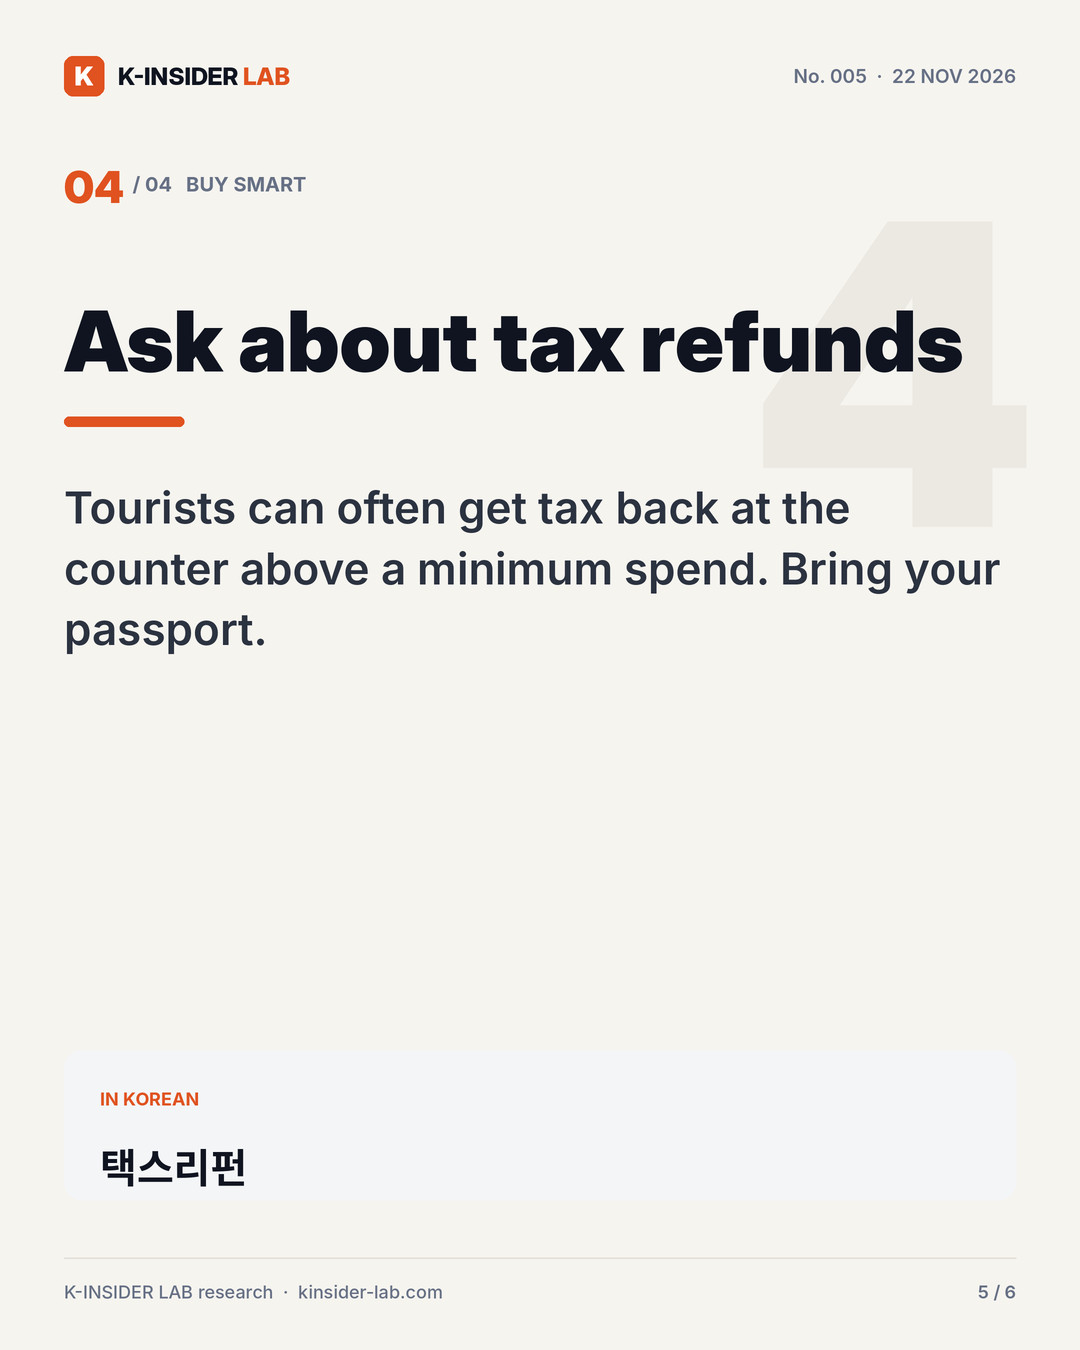 K K-INSIDER LAB
No. 005 · 22 NOV 2026
04 / 04 BUY SMART
4
Ask about tax refunds
Tourists can often get tax back at the
counter above a minimum spend. Bring your
passport.
IN KOREAN
택스리펀
K-INSIDER LAB research · kinsider-lab.com
5 / 6